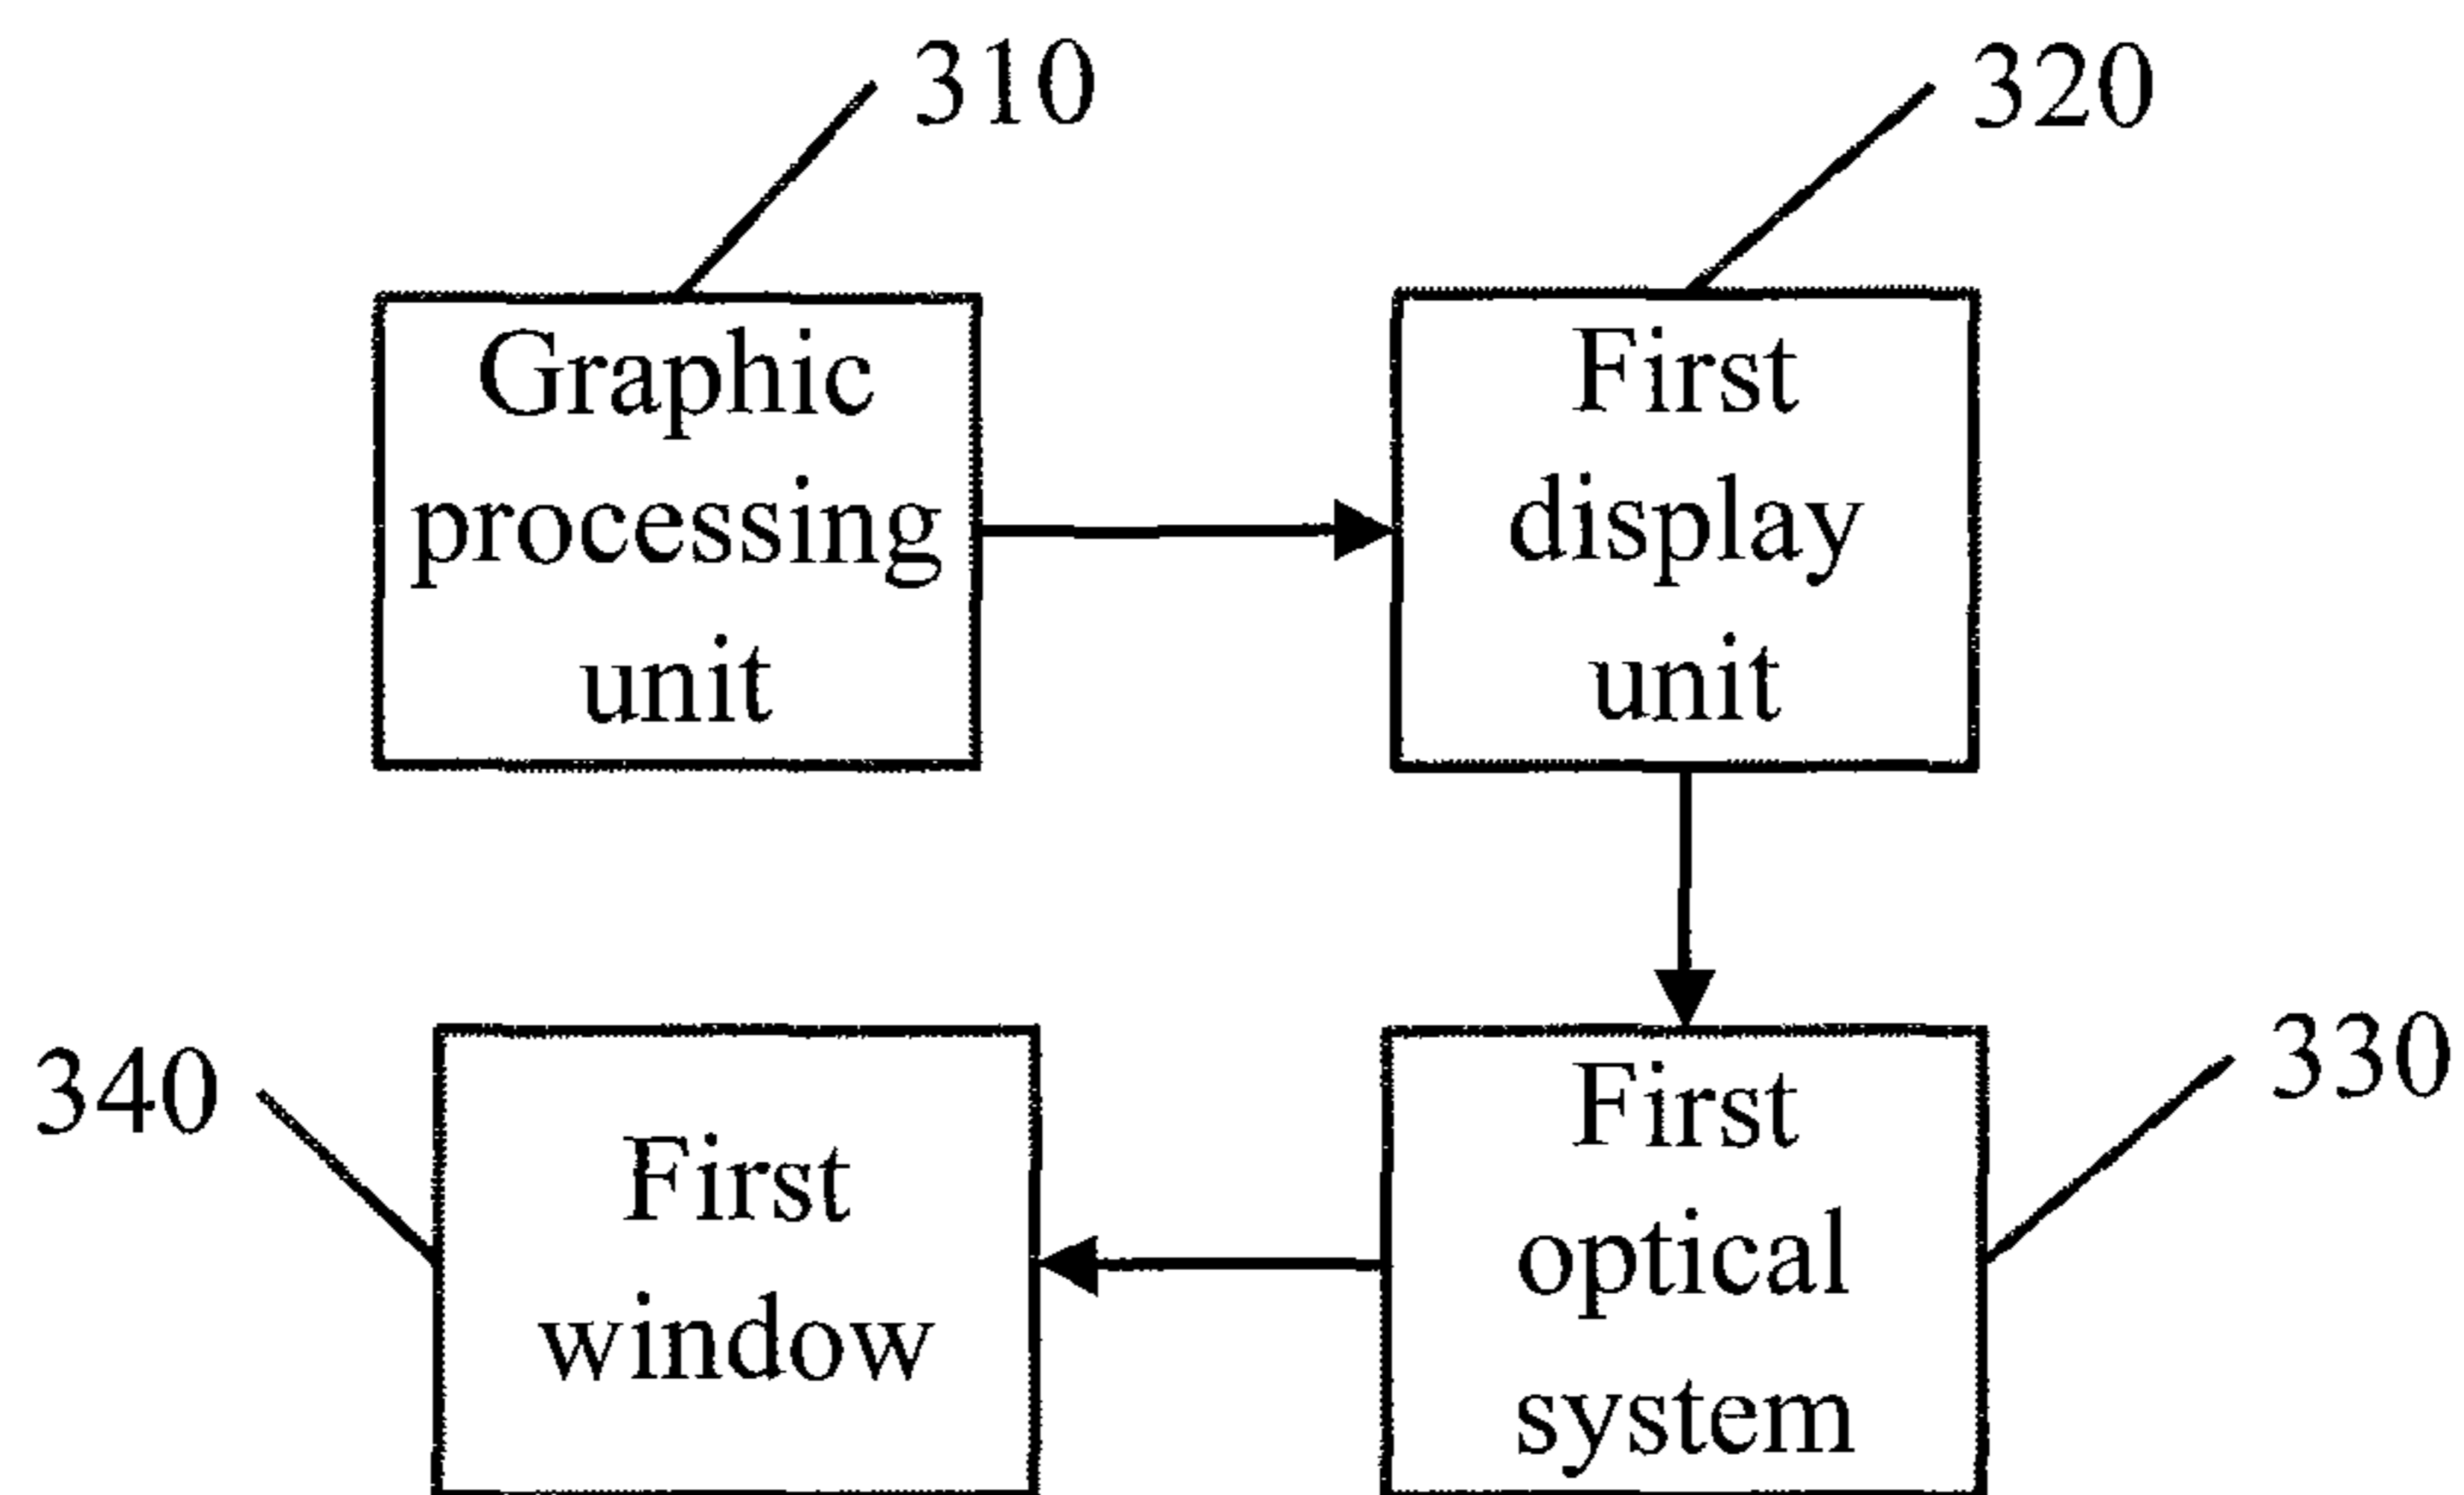 310
320
Graphic
processing
unit
First
display
unit
340
First
window
First
optical
system
330